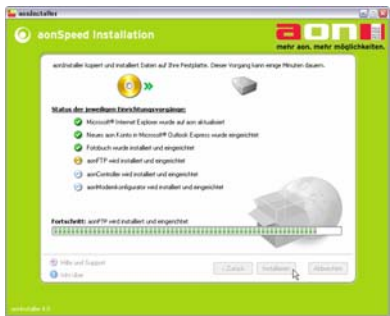 aonInstaller
aonSpeed Installation
aon
mehr aon. mehr möglichkeiten.
aonInstaller kopiert und installiert Daten auf Ihre Festplatte. Dieser Vorgang kann einige Minuten dauern.
Status der jeweiligen Einrichtungsvorgänge:
Microsoft® Internet Explorer wurde auf aon aktualisiert
Neues aon Konto in Microsoft® Outlook Express wurde eingerichtet
Fotobuch wurde installiert und eingerichtet
aonFTP wird installiert und eingerichtet
aonController wird installiert und eingerichtet
aonModemkonfigurator wird installiert und eingerichtet
Fortschritt: aonFTP wird installiert und eingerichtet
Hilfe und Support
Info über
< Zurück
Installieren
Abbrechen